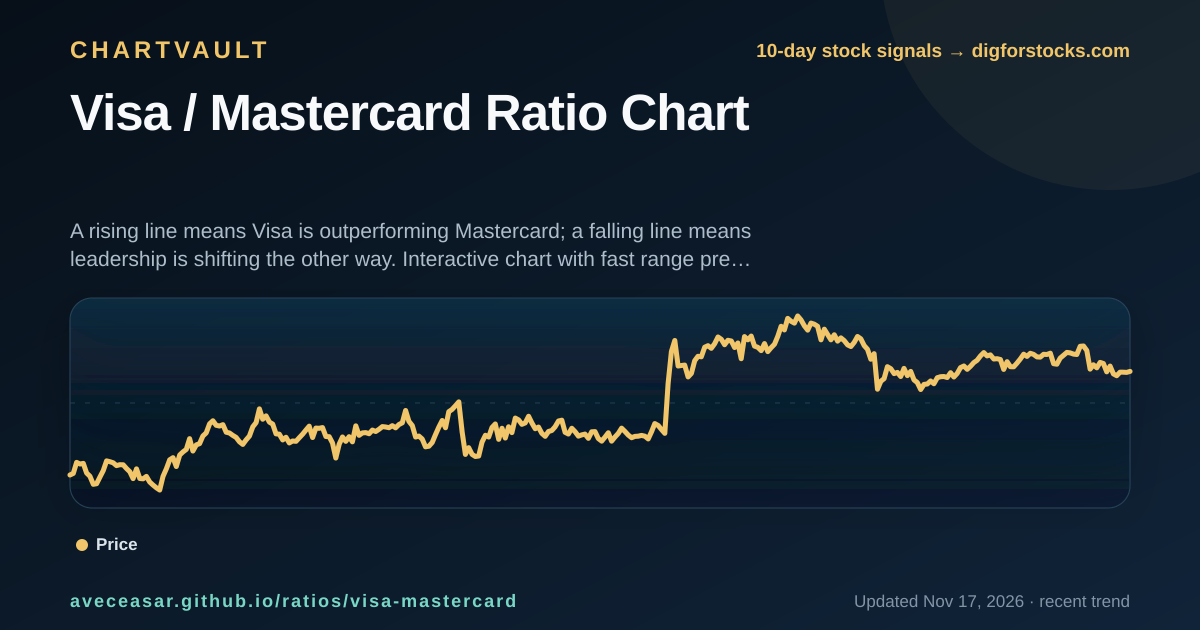 CHARTVAULT
10-day stock signals → digforstocks.com
Visa / Mastercard Ratio Chart
A rising line means Visa is outperforming Mastercard; a falling line means
leadership is shifting the other way. Interactive chart with fast range pre…
Price
aveceasar.github.io/ratios/visa-mastercard
Updated Nov 17, 2026 · recent trend